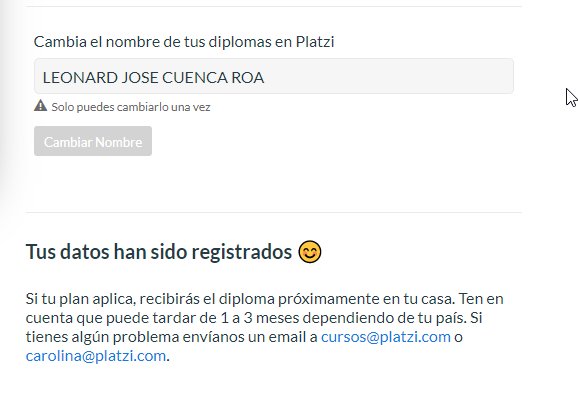 Cambia el nombre de tus diplomas en Platzi
LEONARD JOSE CUENCA ROA
Solo puedes cambiarlo una vez
Cambiar Nombre
Tus datos han sido registrados 😊
Si tu plan aplica, recibirás el diploma próximamente en tu casa. Ten en
cuenta que puede tardar de 1 a 3 meses dependiendo de tu país. Si
tienes algún problema envíanos un email a cursos@platzi.com o
carolina@platzi.com.